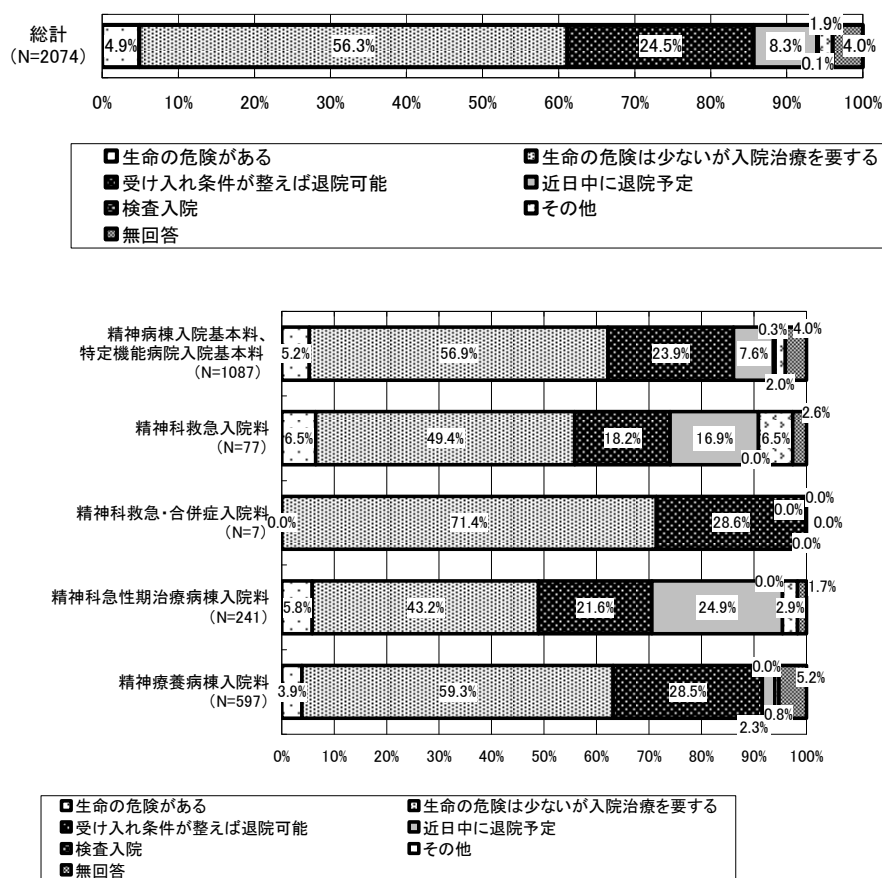 総計
(N=2074)
4.9%
56.3%
24.5%
8.3%
0.1%
1.9%
4.0%
0% 10% 20% 30% 40% 50% 60% 70% 80% 90% 100%
生命の危険がある
生命の危険は少ないが入院治療を要する
受け入れ条件が整えば退院可能
近日中に退院予定
検査入院
その他
無回答
精神病棟入院基本料、
特定機能病院入院基本料
(N=1087)
5.2%
56.9%
23.9%
7.6%
0.3%
2.0%
4.0%
精神科救急入院料
(N=77)
6.5%
49.4%
18.2%
16.9%
0.0%
6.5%
2.6%
精神科救急・合併症入院料
(N=7)
0.0%
71.4%
28.6%
0.0%
0.0%
0.0%
0.0%
精神科急性期治療病棟入院料
(N=241)
5.8%
43.2%
21.6%
24.9%
0.0%
2.9%
1.7%
精神療養病棟入院料
(N=597)
3.9%
59.3%
28.5%
2.3%
0.0%
0.8%
5.2%
0% 10% 20% 30% 40% 50% 60% 70% 80% 90% 100%
生命の危険がある
生命の危険は少ないが入院治療を要する
受け入れ条件が整えば退院可能
近日中に退院予定
検査入院
その他
無回答